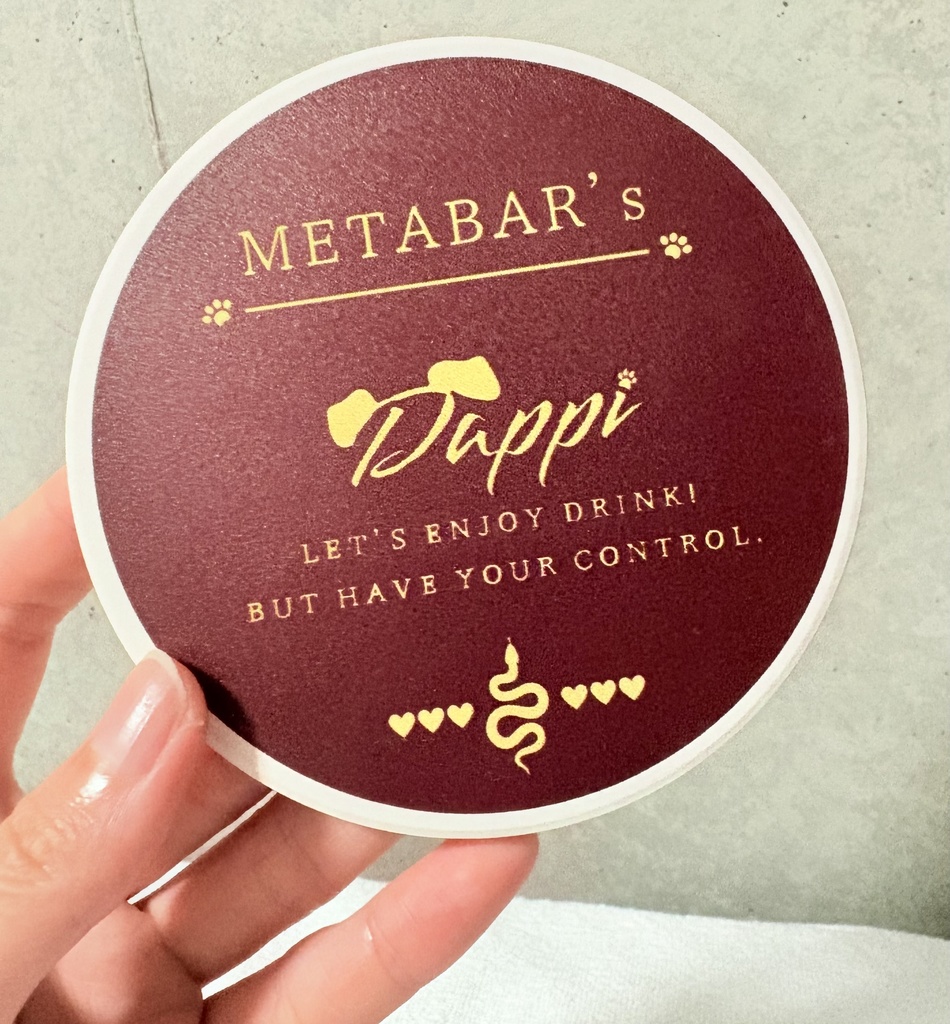 METABAR's
Dappi
LET'S ENJOY DRINK!
BUT HAVE YOUR CONTROL.